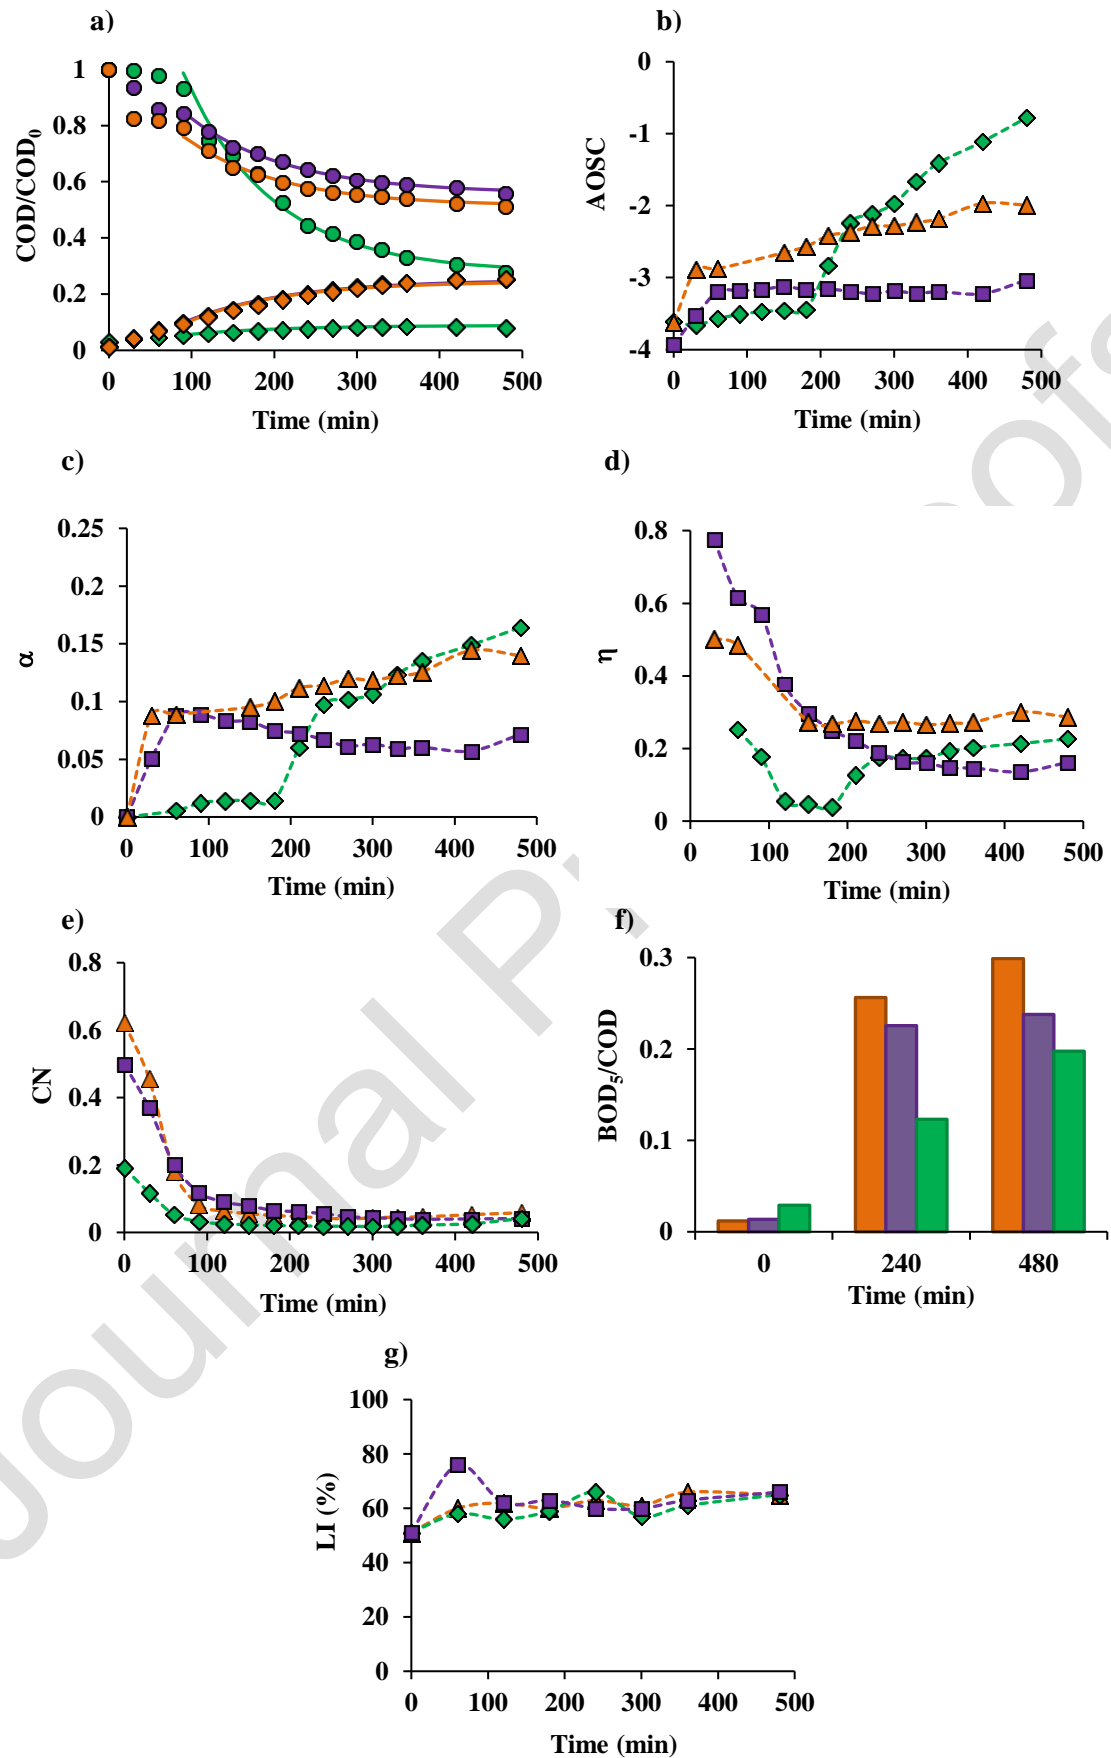 a)
1
0.8
0.6
0.4
0.2
0
COD/COD₀
0 100 200 300 400 500
Time (min)
b)
0
-1
-2
-3
-4
AOSC
0 100 200 300 400 500
Time (min)
c)
0.25
0.2
0.15
0.1
0.05
0
α
0 100 200 300 400 500
Time (min)
d)
0.8
0.6
0.4
0.2
0
η
0 100 200 300 400 500
Time (min)
e)
0.8
0.6
0.4
0.2
0
CN
0 100 200 300 400 500
Time (min)
f)
0.3
0.2
0.1
0
BOD₅/COD
0 240 480
Time (min)
g)
100
80
60
40
20
0
LI (%)
0 100 200 300 400 500
Time (min)
Journal P
ofs